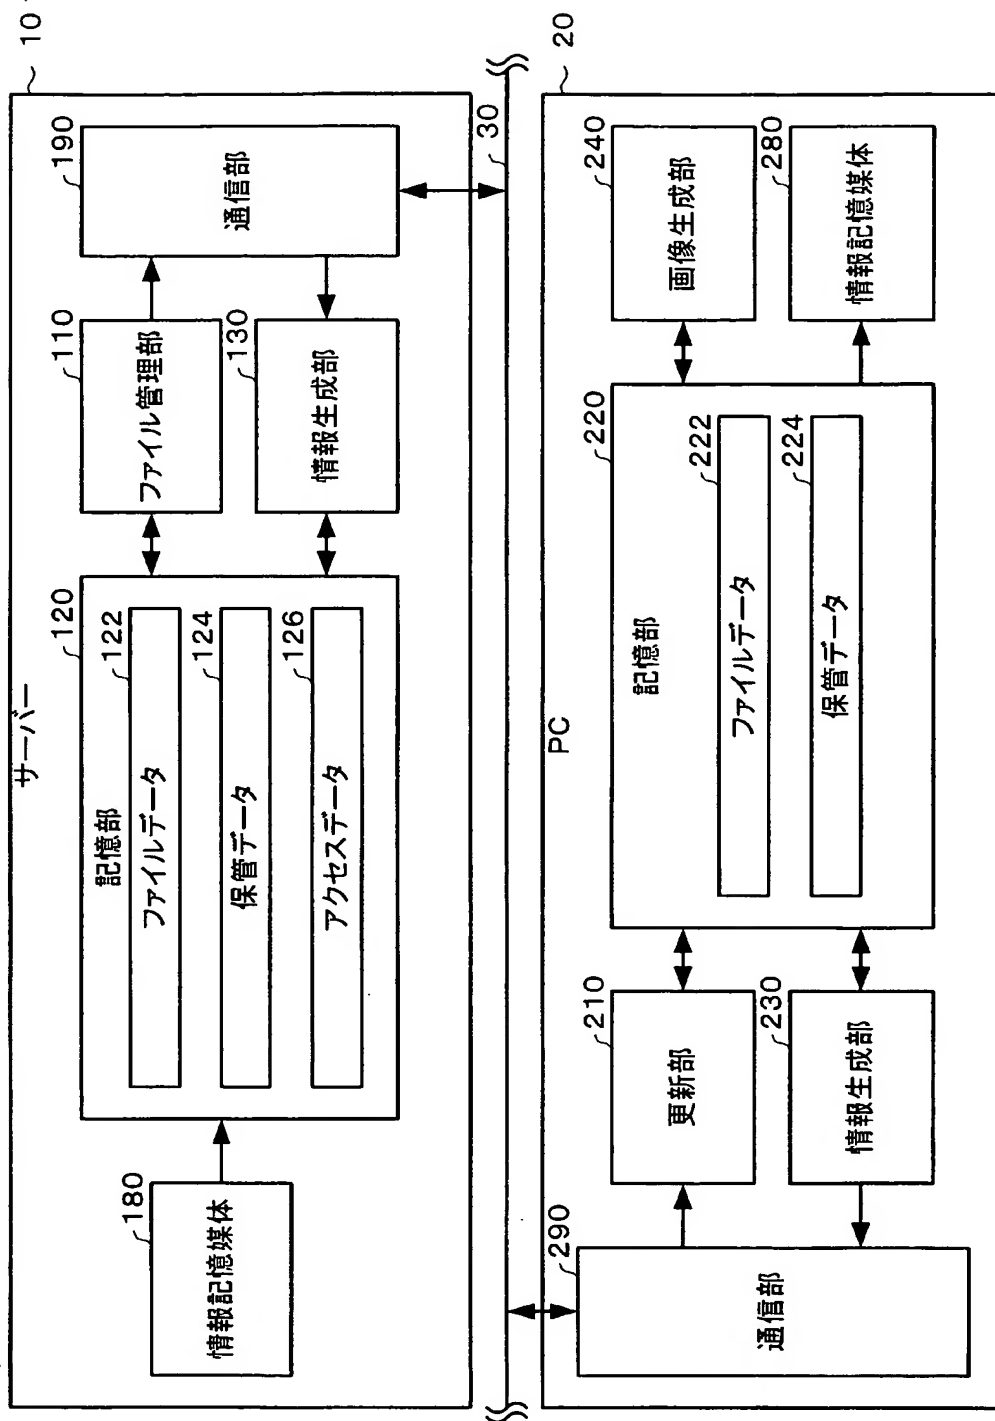 サーバー
10
180
情報記憶媒体
120
記憶部
122
ファイルデータ
124
保管データ
126
アクセスデータ
110
ファイル管理部
130
情報生成部
190
通信部
30
PC
20
290
通信部
210
更新部
230
情報生成部
220
記憶部
222
ファイルデータ
224
保管データ
240
画像生成部
280
情報記憶媒体